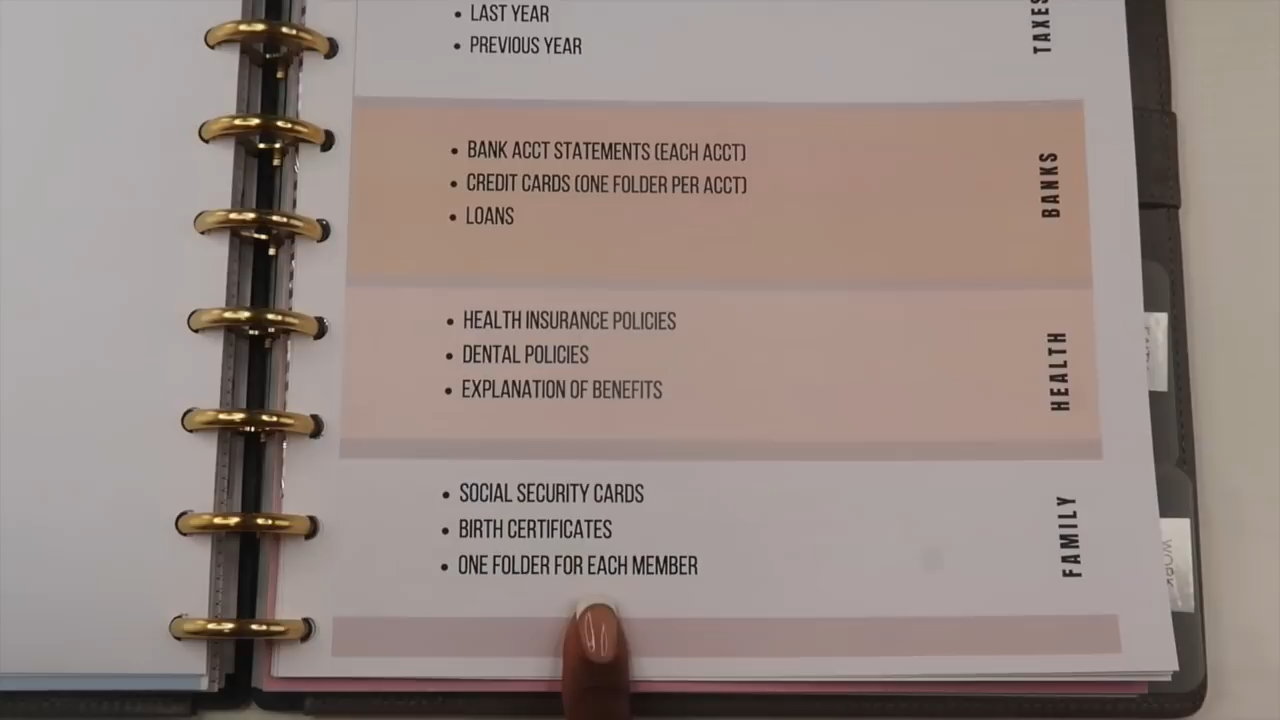 • LAST YEAR
• PREVIOUS YEAR
TAXES
• BANK ACCT STATEMENTS (EACH ACCT)
• CREDIT CARDS (ONE FOLDER PER ACCT)
• LOANS
BANKS
• HEALTH INSURANCE POLICIES
• DENTAL POLICIES
• EXPLANATION OF BENEFITS
HEALTH
• SOCIAL SECURITY CARDS
• BIRTH CERTIFICATES
• ONE FOLDER FOR EACH MEMBER
FAMILY
WORK